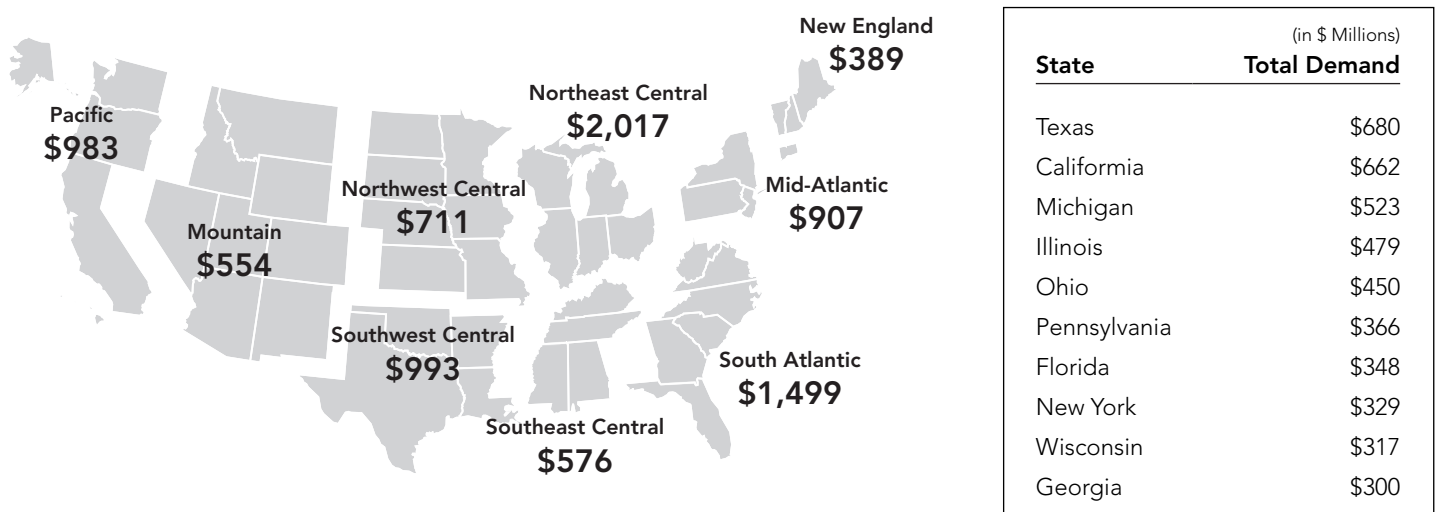 New England
$389
Northeast Central
$2,017
Pacific
$983
Northwest Central
$711
Mid-Atlantic
$907
Mountain
$554
Southwest Central
$993
South Atlantic
$1,499
Southeast Central
$576
(in $ Millions)
State Total Demand
Texas $680
Califormia $662
Michigan $523
Illinois $479
Ohio $450
Pennsylvania $366
Florida $348
New York $329
Wisconsin $317
Georgia $300